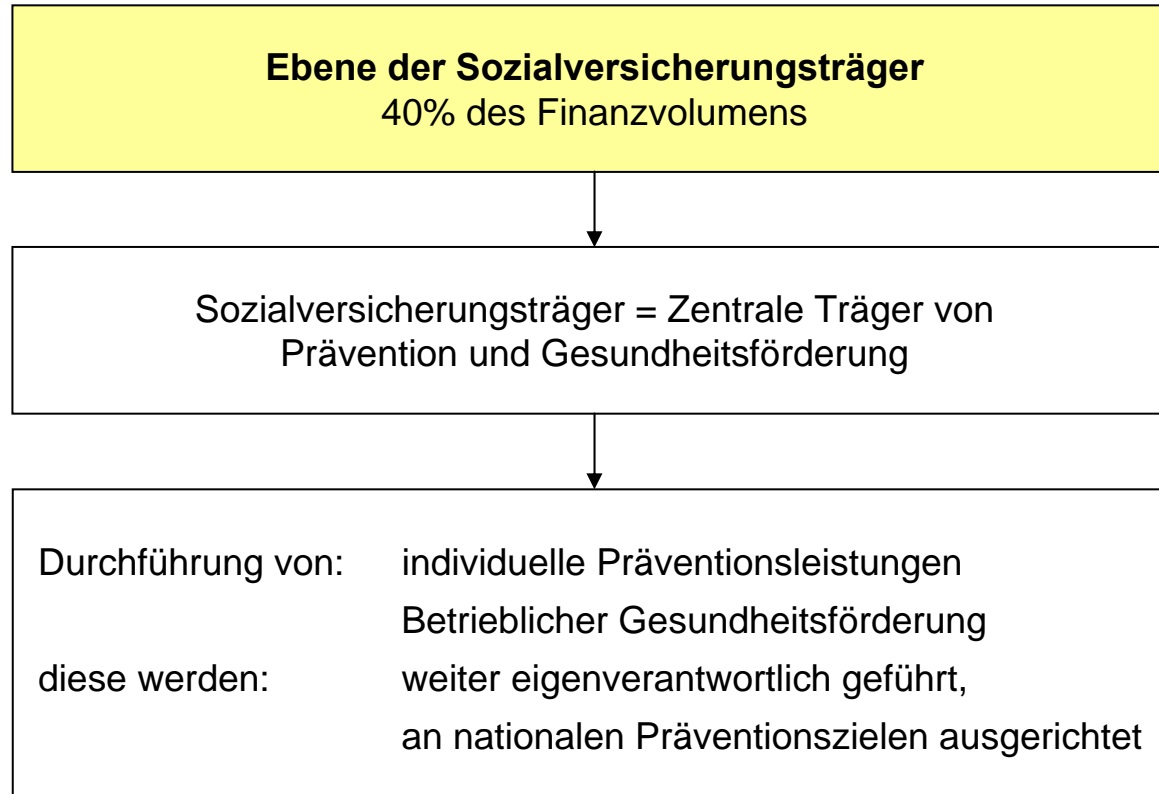 Ebene der Sozialversicherungsträger
40% des Finanzvolumens
Sozialversicherungsträger = Zentrale Träger von
Prävention und Gesundheitsförderung
Durchführung von: individuelle Präventionsleistungen
Betrieblicher Gesundheitsförderung
diese werden: weiter eigenverantwortlich geführt,
an nationalen Präventionszielen ausgerichtet